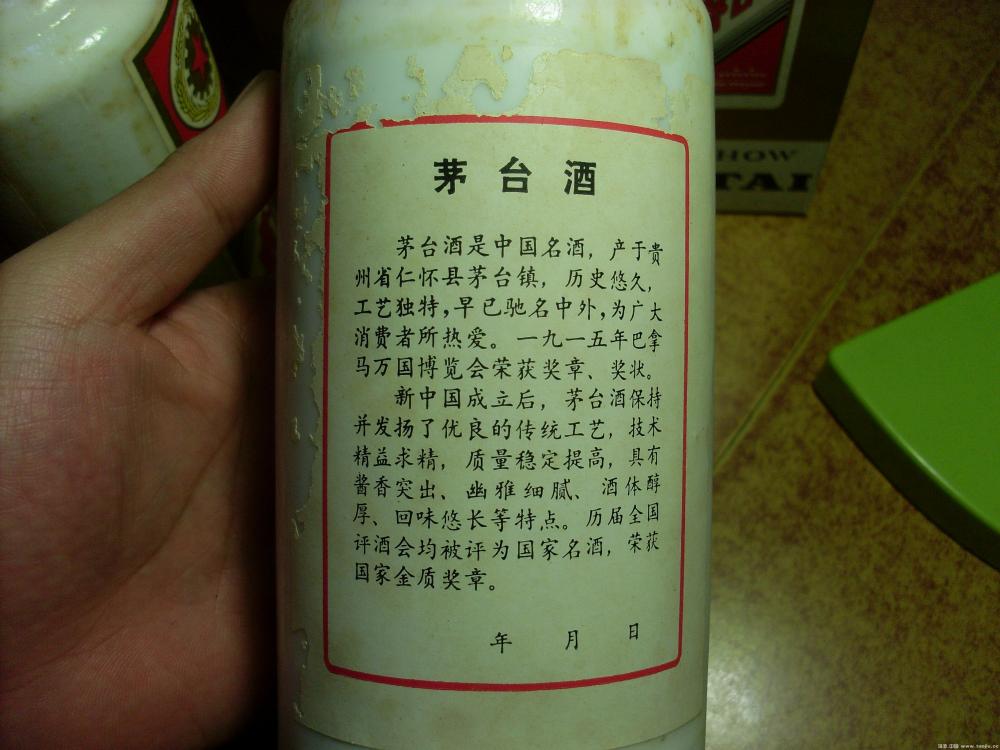 茅台酒
茅台酒是中国名酒，产于贵
州省仁怀县茅台镇，历史悠久，
工艺独特，早已驰名中外，为广大
消费者所热爱。一九一五年巴拿
马万国博览会荣获奖章、奖状。
新中国成立后，茅台酒保持
并发扬了优良的传统工艺，技术
精益求精，质量稳定提高，具有
酱香突出、幽雅细腻、酒体醇
厚、回味悠长等特点。历届全国
评酒会均被评为国家名酒，荣获
国家金质奖章。
年 月 日
HOW
TAI